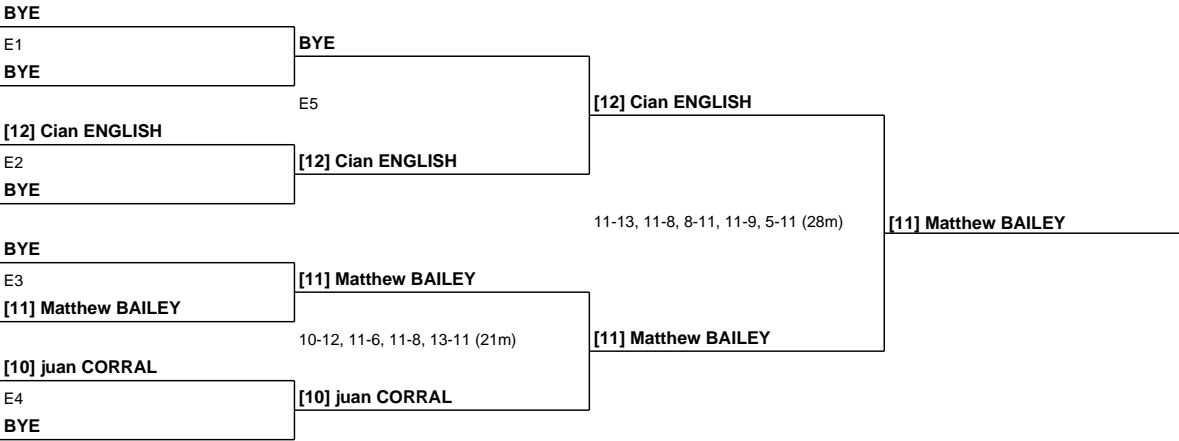 BYE
E1
BYE
BYE
E5
[12] Cian ENGLISH
[12] Cian ENGLISH
E2
[12] Cian ENGLISH
BYE
11-13, 11-8, 8-11, 11-9, 5-11 (28m)
[11] Matthew BAILEY
BYE
E3
[11] Matthew BAILEY
[11] Matthew BAILEY
10-12, 11-6, 11-8, 13-11 (21m)
[11] Matthew BAILEY
[10] juan CORRAL
E4
[10] juan CORRAL
BYE